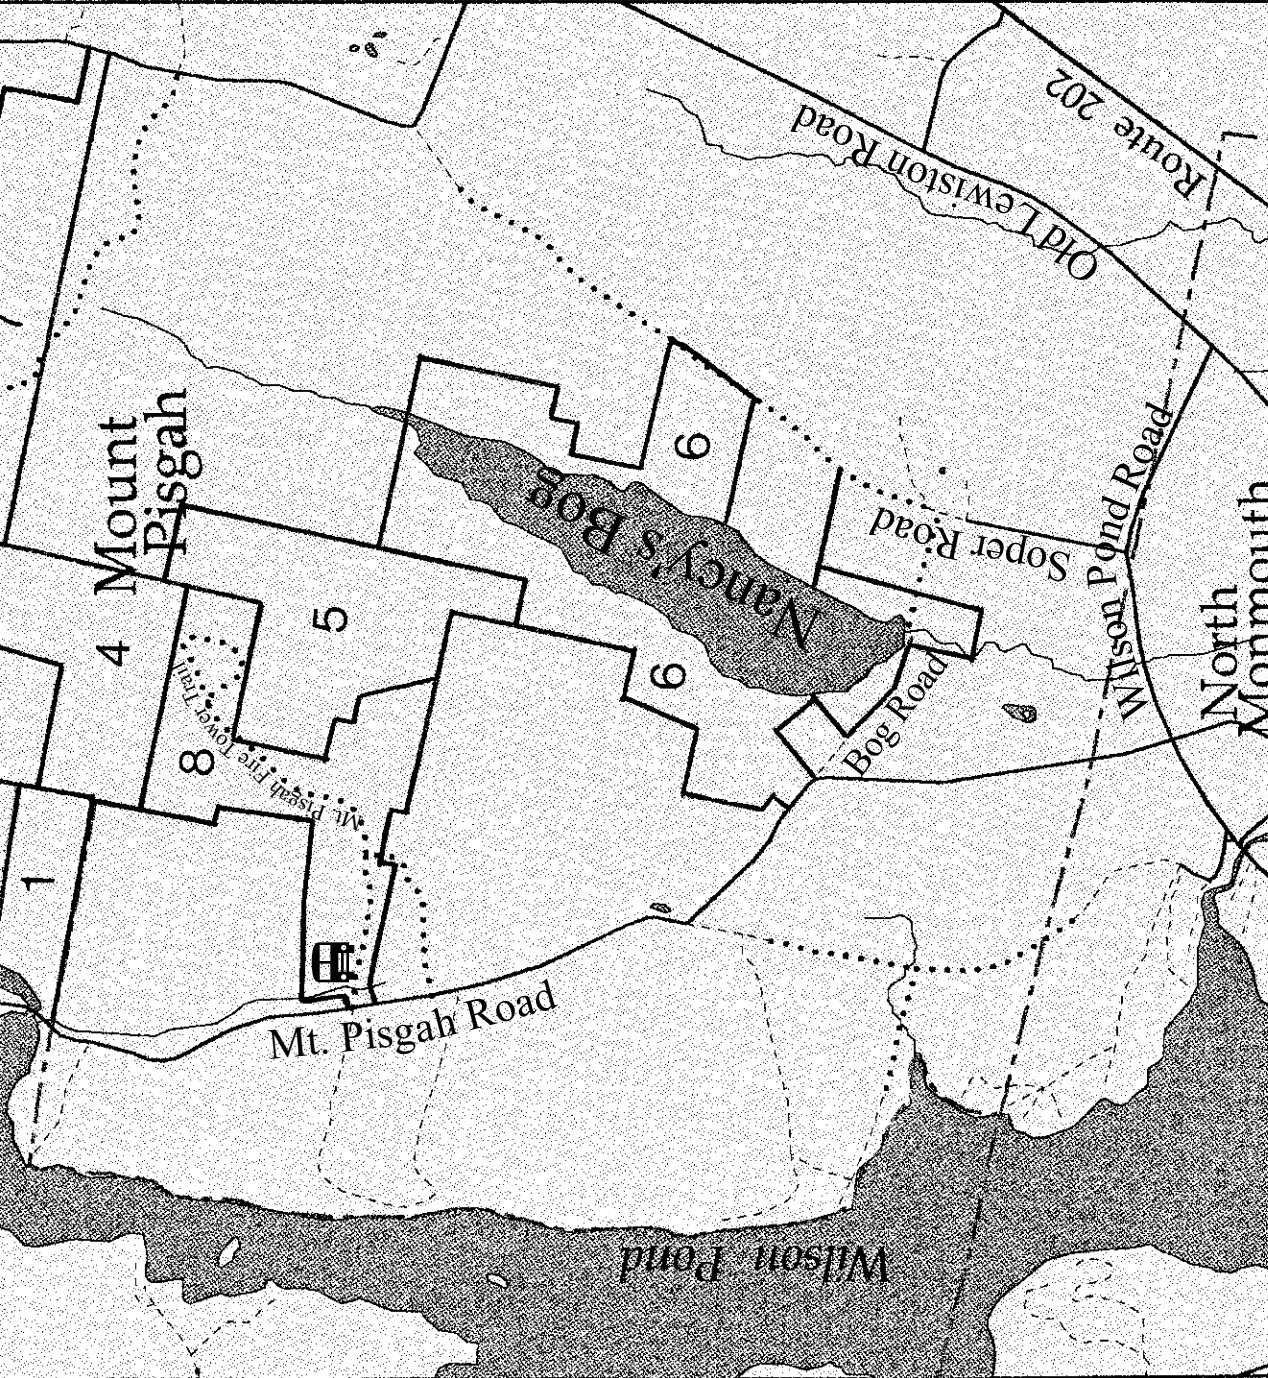 Route 202
Old Lewiston Road
Mount
Pisgah
6
Nancy's Bog
Soper Road
Wilson Pond Road
North
Monmouth
5
4
6
8
Mt. Pisgah Fire Tower Trail
Bog Road
1
Mt. Pisgah Road
Wilson Pond